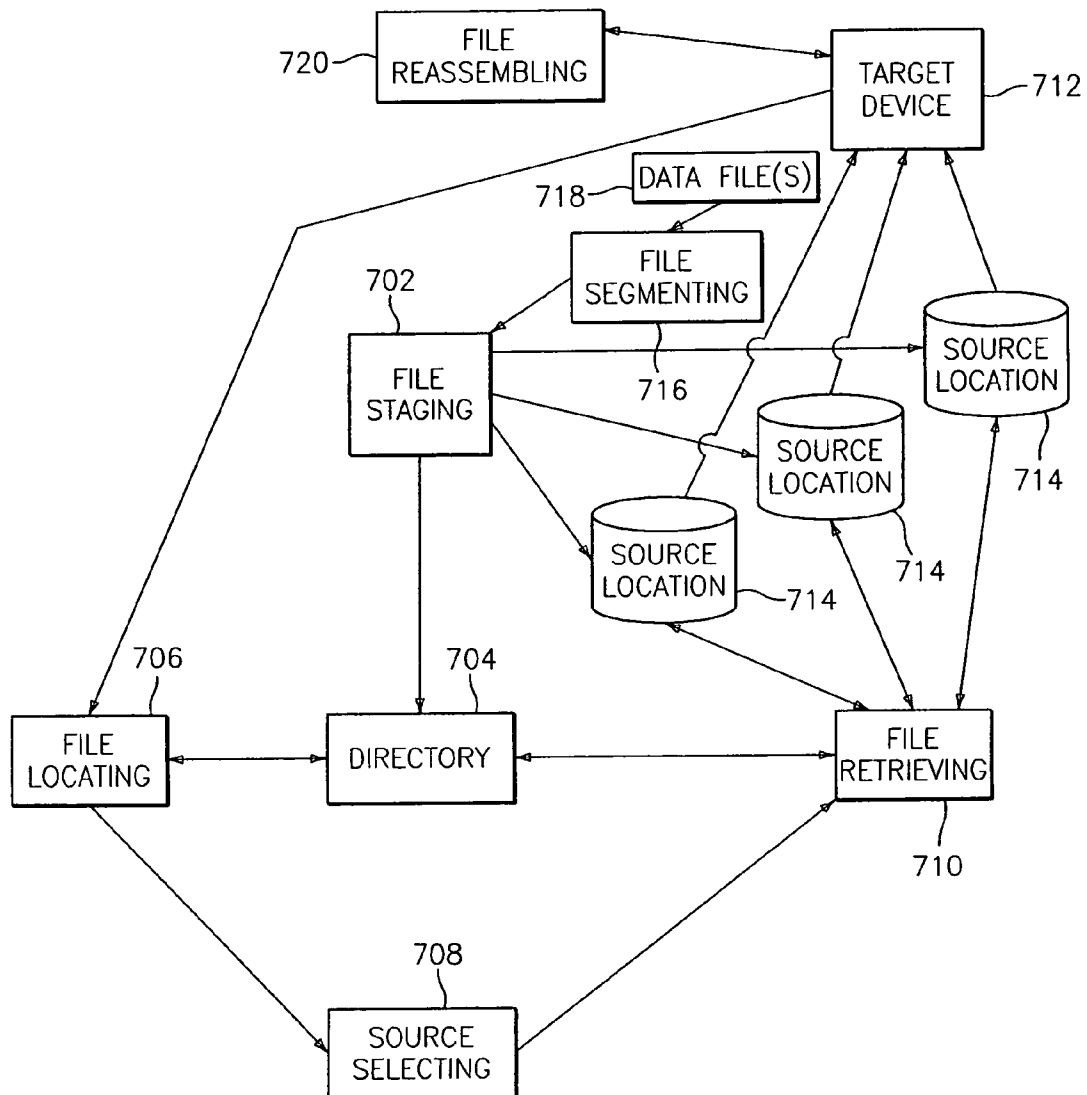 FILE
REASSEMBLING
720
TARGET
DEVICE
712
DATA FILE(S)
718
FILE
SEGMENTING
716
702
FILE
STAGING
SOURCE
LOCATION
714
SOURCE
LOCATION
714
SOURCE
LOCATION
714
706
FILE
LOCATING
704
DIRECTORY
FILE
RETRIEVING
710
708
SOURCE
SELECTING